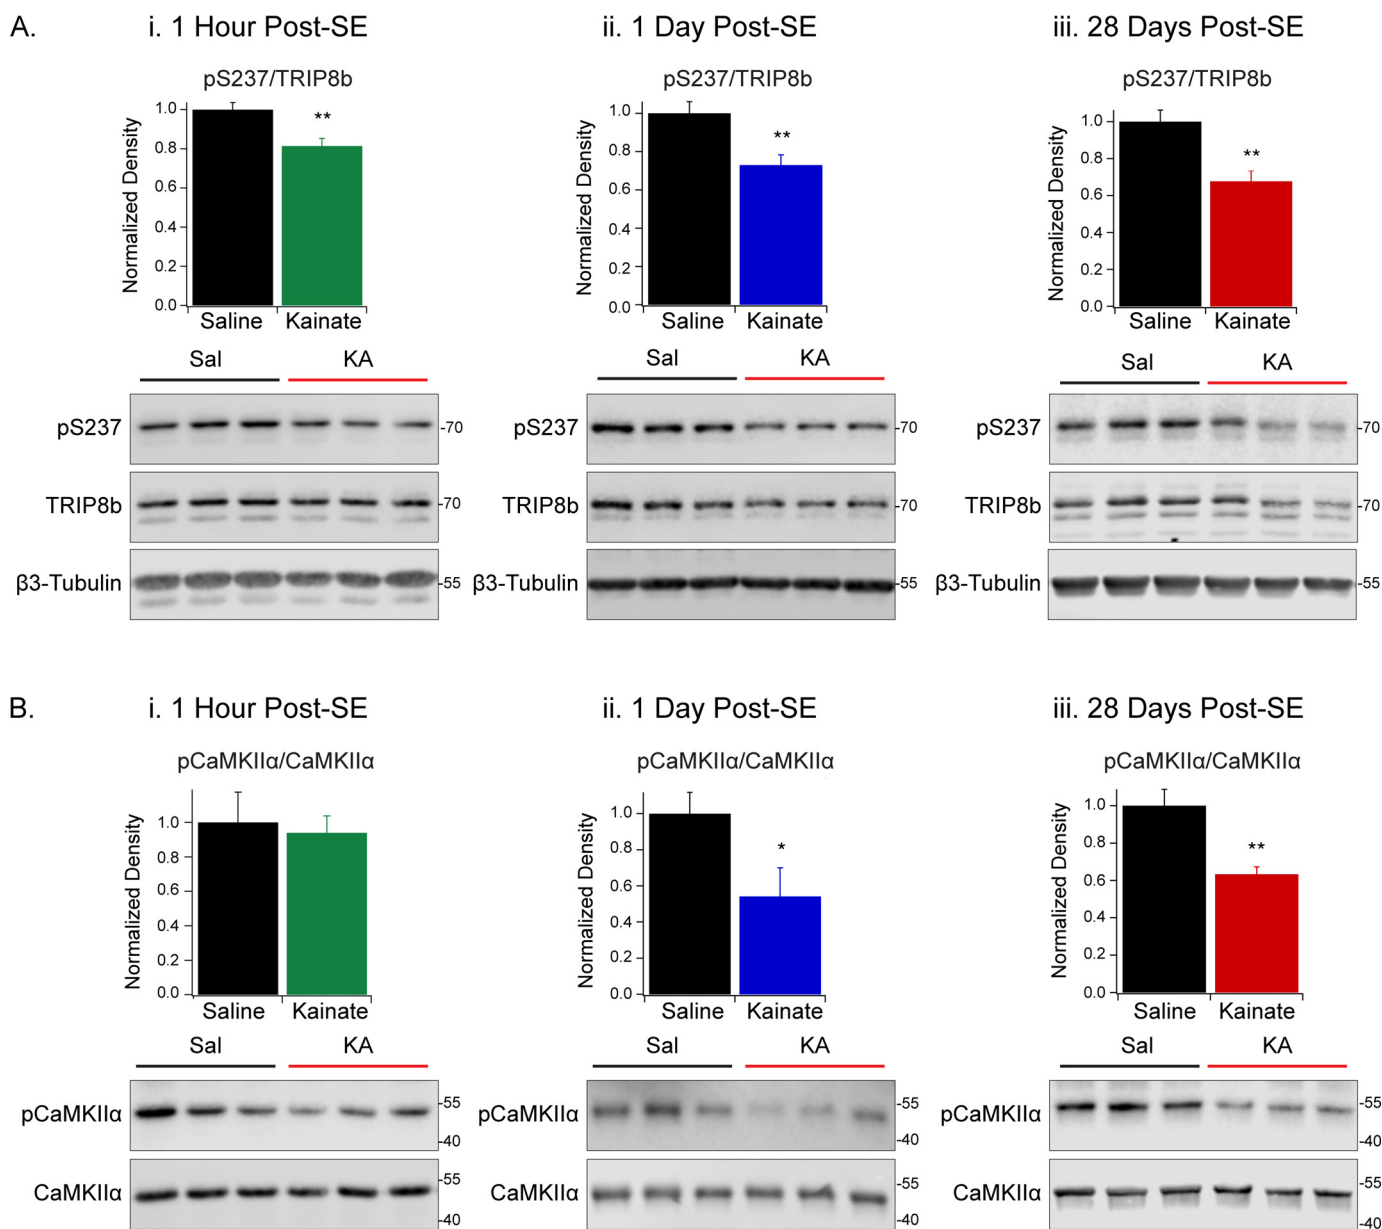 A.
i. 1 Hour Post-SE
pS237/TRIP8b
Normalized Density
1.0
0.8
0.6
0.4
0.2
0.0
**
Saline Kainate
Sal KA
pS237 -70
TRIP8b -70
β3-Tubulin -55
ii. 1 Day Post-SE
pS237/TRIP8b
Normalized Density
1.0
0.8
0.6
0.4
0.2
0.0
**
Saline Kainate
Sal KA
pS237 -70
TRIP8b -70
β3-Tubulin -55
iii. 28 Days Post-SE
pS237/TRIP8b
Normalized Density
1.0
0.8
0.6
0.4
0.2
0.0
**
Saline Kainate
Sal KA
pS237 -70
TRIP8b -70
β3-Tubulin -55
B.
i. 1 Hour Post-SE
pCaMKIIα/CaMKIIα
Normalized Density
1.0
0.8
0.6
0.4
0.2
0.0
Saline Kainate
Sal KA
pCaMKIIα -55
-40
CaMKIIα -55
-40
ii. 1 Day Post-SE
pCaMKIIα/CaMKIIα
Normalized Density
1.0
0.8
0.6
0.4
0.2
0.0
*
Saline Kainate
Sal KA
pCaMKIIα -55
-40
CaMKIIα -55
-40
iii. 28 Days Post-SE
pCaMKIIα/CaMKIIα
Normalized Density
1.0
0.8
0.6
0.4
0.2
0.0
**
Saline Kainate
Sal KA
pCaMKIIα -55
-40
CaMKIIα -55
-40